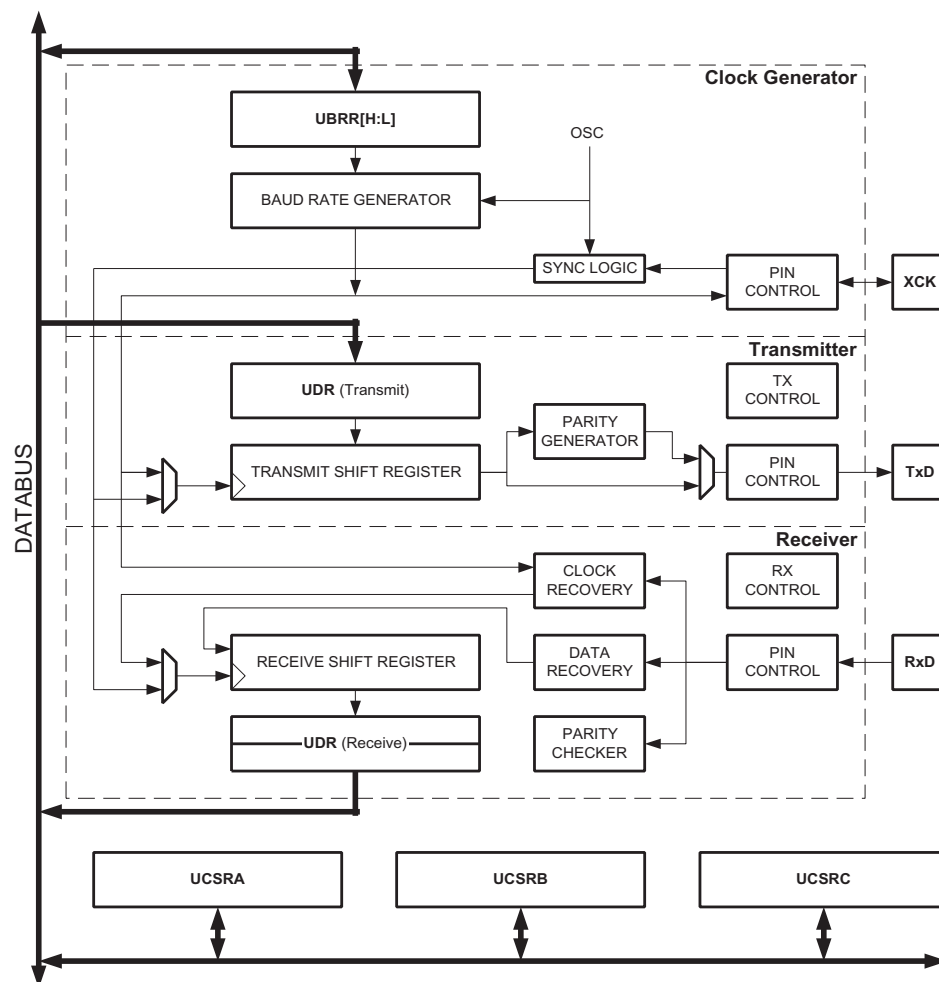 Clock Generator
UBRR[H:L]
OSC
BAUD RATE GENERATOR
SYNC LOGIC
PIN
CONTROL
XCK
Transmitter
UDR (Transmit)
TX
CONTROL
PARITY
GENERATOR
TRANSMIT SHIFT REGISTER
PIN
CONTROL
TxD
DATABUS
Receiver
CLOCK
RECOVERY
RX
CONTROL
RECEIVE SHIFT REGISTER
DATA
RECOVERY
PIN
CONTROL
RxD
UDR (Receive)
PARITY
CHECKER
UCSRA
UCSRB
UCSRC